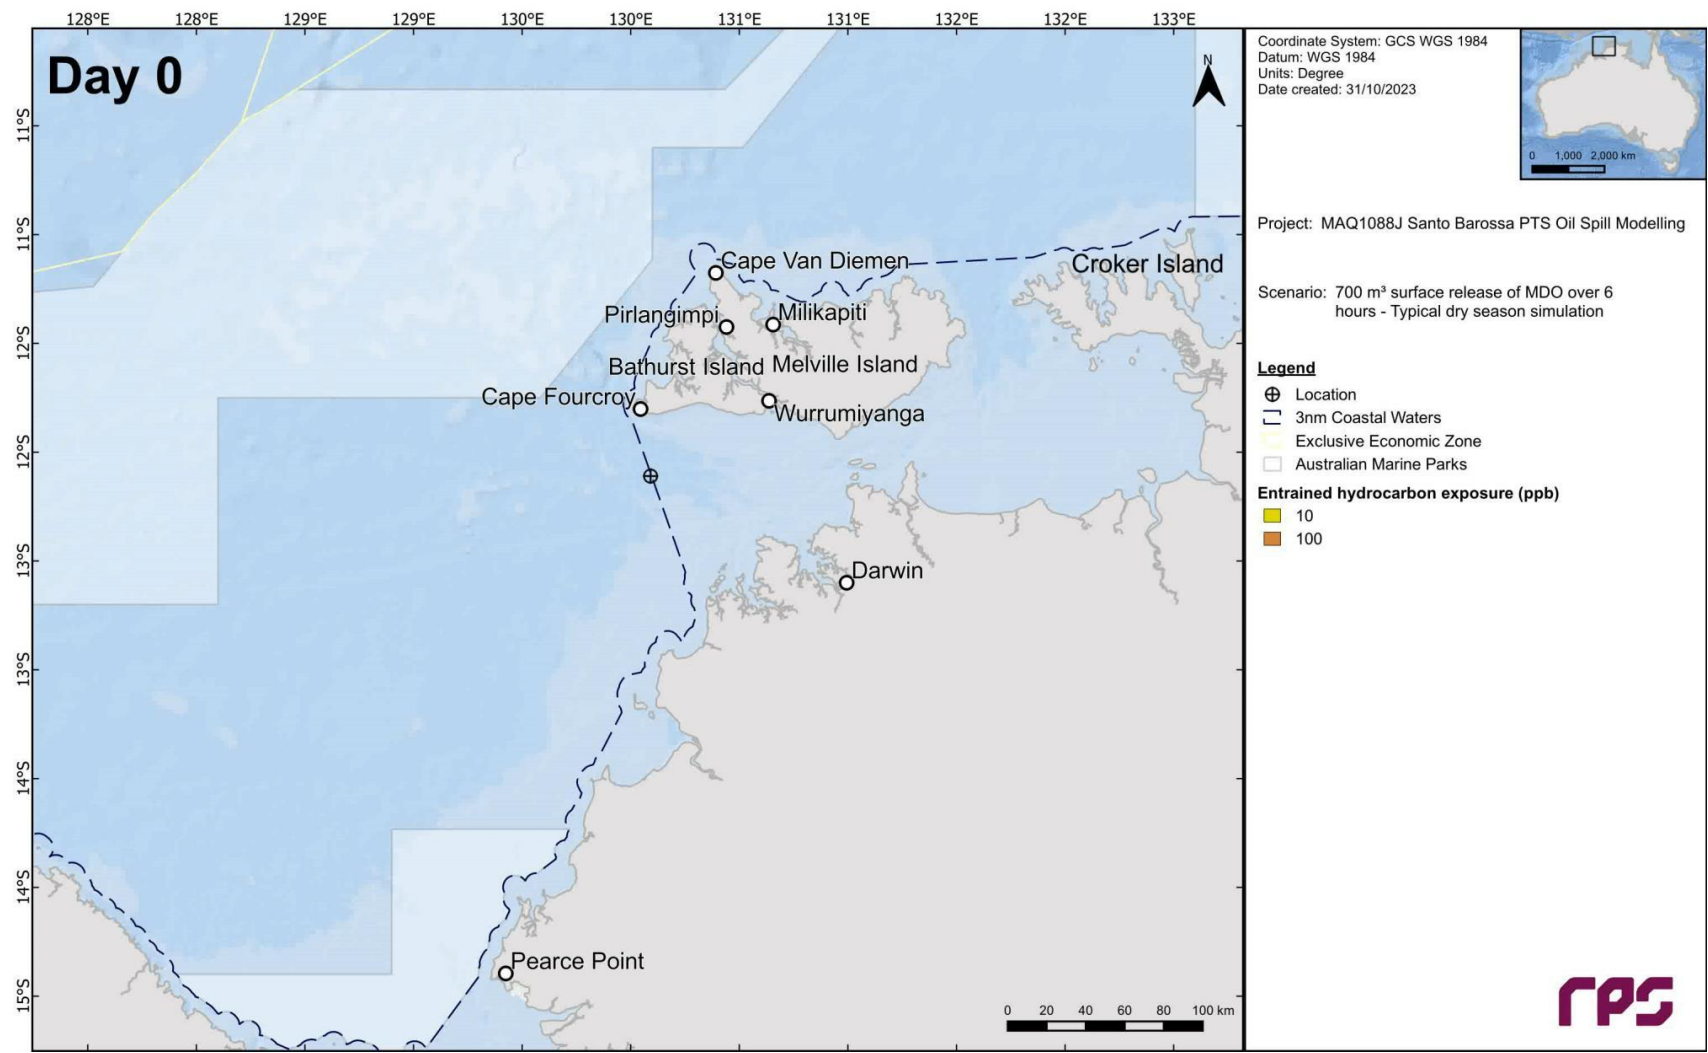 128°E 128°E 129°E 129°E 130°E 130°E 131°E 131°E 132°E 132°E 133°E
Day 0
N
11°S
11°S
12°S
12°S
13°S
13°S
14°S
14°S
15°S
Cape Van Diemen
Croker Island
Pirlangimpi
Milikapiti
Bathurst Island
Melville Island
Cape Fourcroy
Wurrumiyanga
Darwin
Pearce Point
0 20 40 60 80 100 km
Coordinate System: GCS WGS 1984
Datum: WGS 1984
Units: Degree
Date created: 31/10/2023
0 1,000 2,000 km
Project: MAQ1088J Santo Barossa PTS Oil Spill Modelling
Scenario: 700 m³ surface release of MDO over 6
hours - Typical dry season simulation
Legend
Location
3nm Coastal Waters
Exclusive Economic Zone
Australian Marine Parks
Entrained hydrocarbon exposure (ppb)
10
100
rps